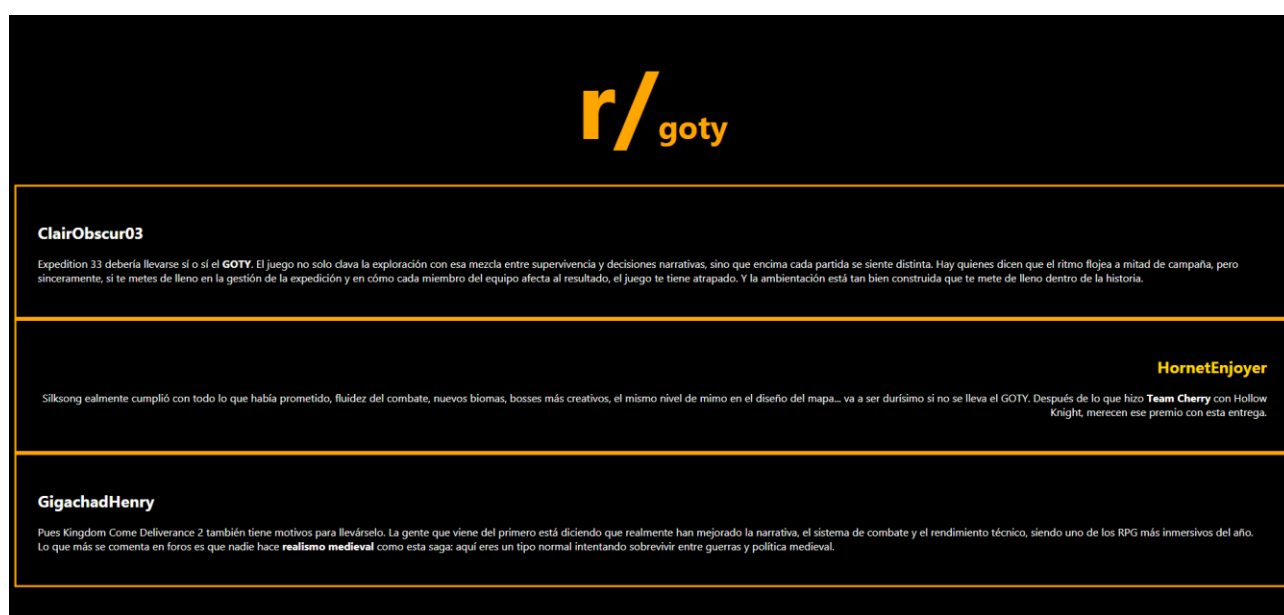 r/goty
ClairObscur03
Expedition 33 debería llevarse sí o sí el GOTY. El juego no solo clava la exploración con esa mezcla entre supervivencia y decisiones narrativas, sino que encima cada partida se siente distinta. Hay quienes dicen que el ritmo flojea a mitad de campaña, pero
sinceramente, si te metes de lleno en la gestión de la expedición y en cómo cada miembro del equipo afecta al resultado, el juego te tiene atrapado. Y la ambientación está tan bien construida que te mete de lleno dentro de la historia.
HornetEnjoyer
Silksong ealmente cumplió con todo lo que había prometido, fluidez del combate, nuevos biomas, bosses más creativos, el mismo nivel de mimo en el diseño del mapa... va a ser durísimo si no se lleva el GOTY. Después de lo que hizo Team Cherry con Hollow
Knight, merecen ese premio con esta entrega.
GigachadHenry
Pues Kingdom Come Deliverance 2 también tiene motivos para llevárselo. La gente que viene del primero está diciendo que realmente han mejorado la narrativa, el sistema de combate y el rendimiento técnico, siendo uno de los RPG más inmersivos del año.
Lo que más se comenta en foros es que nadie hace realismo medieval como esta saga: aquí eres un tipo normal intentando sobrevivir entre guerras y política medieval.